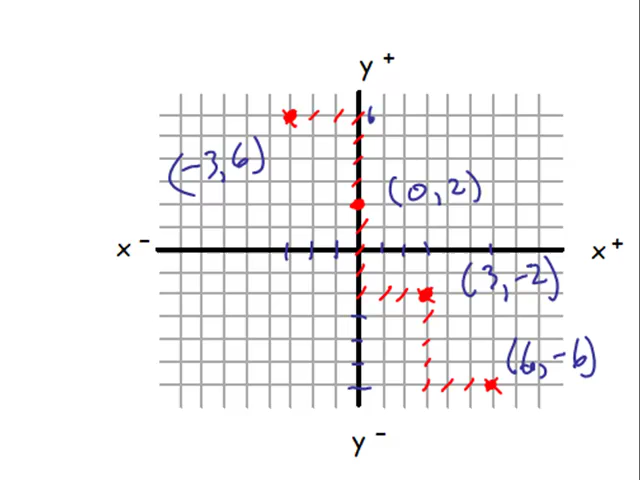 y +
6
(-3,6)
(0,2)
x -
x +
(3,-2)
(6,-6)
y -